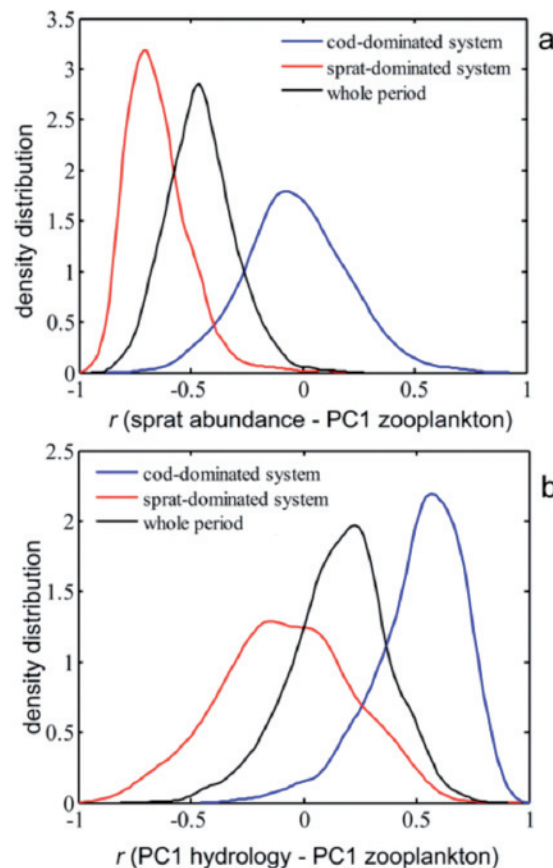 a
cod-dominated system
sprat-dominated system
whole period
density distribution
3.5
3
2.5
2
1.5
1
0.5
0
-1 -0.5 0 0.5 1
r (sprat abundance - PC1 zooplankton)
b
cod-dominated system
sprat-dominated system
whole period
density distribution
2.5
2
1.5
1
0.5
0
-1 -0.5 0 0.5 1
r (PC1 hydrology - PC1 zooplankton)